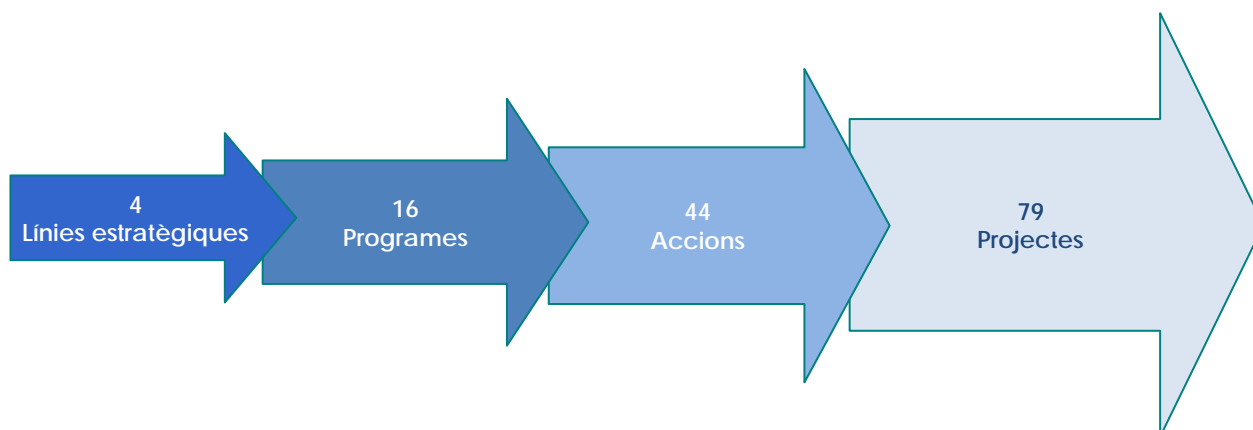 4
Línies estratègiques
16
Programes
44
Accions
79
Projectes